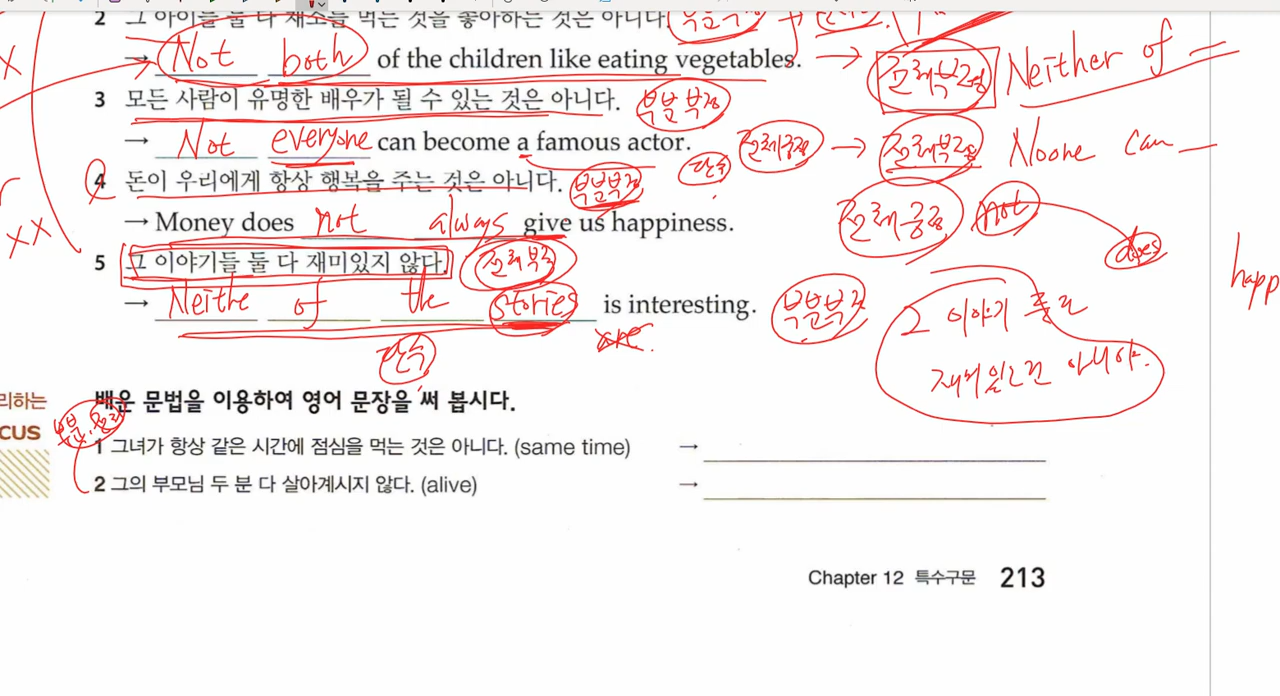 2 그 아이들 둘 다 채소를 먹는 것을 좋아하는 것은 아니다.
→ Not both of the children like eating vegetables. → 전체부정 Neither of
3 모든 사람이 유명한 배우가 될 수 있는 것은 아니다. 부분부정
→ Not everyone can become a famous actor. 단수 전체긍정 → 전체부정 Noone can
4 돈이 우리에게 항상 행복을 주는 것은 아니다. 부분부정
→ Money does not always give us happiness. 전체긍정 not does
5 그 이야기들 둘 다 재미있지 않다. 전체부정 happ
→ Neithe of the stories is interesting. 부분부정 그 이야기 둘다
are. 재미있는건 아니야.
단수
리하는
CUS
배운 문법을 이용하여 영어 문장을 써 봅시다.
1 그녀가 항상 같은 시간에 점심을 먹는 것은 아니다. (same time) →
2 그의 부모님 두 분 다 살아계시지 않다. (alive) →
Chapter 12 특수구문 213